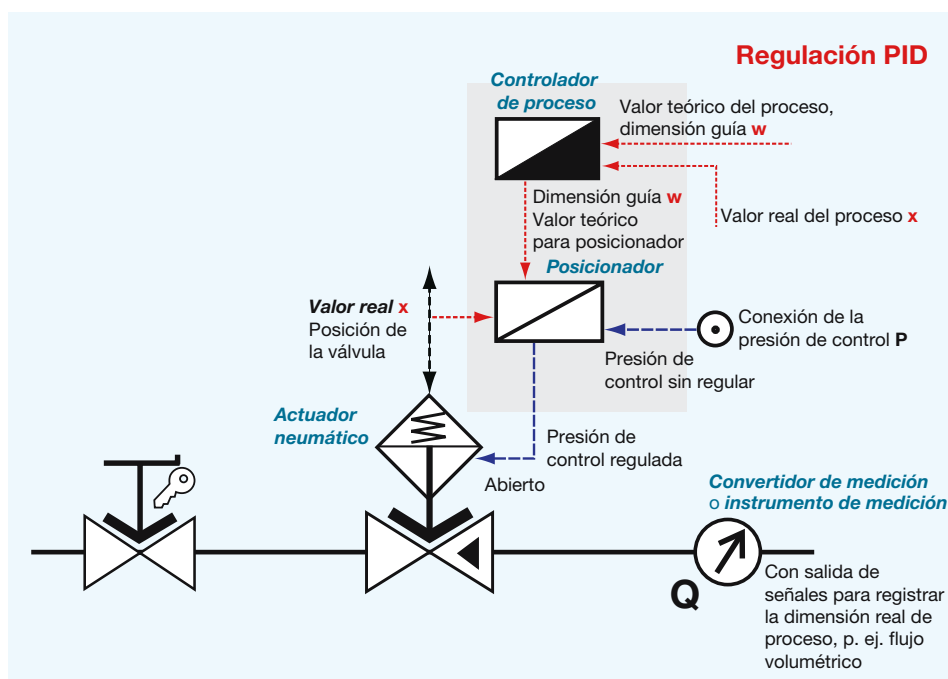 Regulación PID
Controlador
de proceso
Valor teórico del proceso,
dimensión guía w
Dimensión guía w
Valor teórico
para posicionador
Valor real del proceso x
Posicionador
Valor real x
Posición de
la válvula
Conexión de la
presión de control P
Presión de
control sin regular
Actuador
neumático
Presión de
control regulada
Abierto
Convertidor de medición
o instrumento de medición
Q
Con salida de
señales para registrar
la dimensión real de
proceso, p. ej. flujo
volumétrico